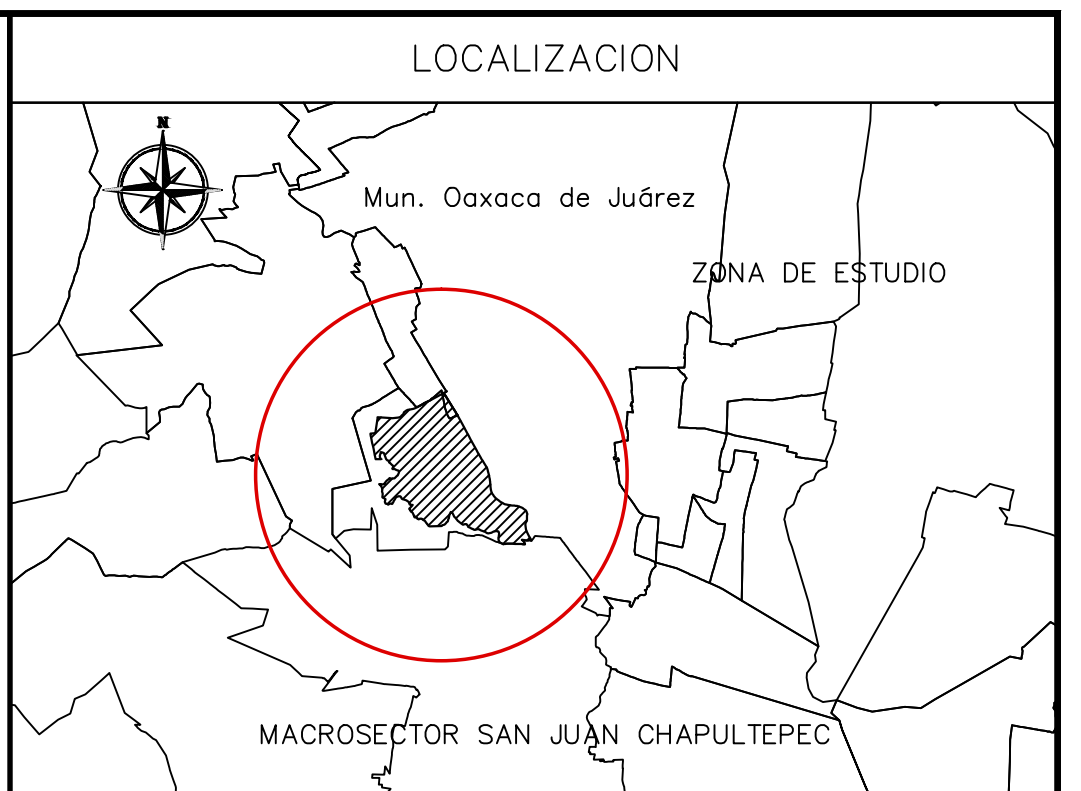 LOCALIZACION
N
Mun. Oaxaca de Juárez
ZONA DE ESTUDIO
MACROSECTOR SAN JUAN CHAPULTEPEC